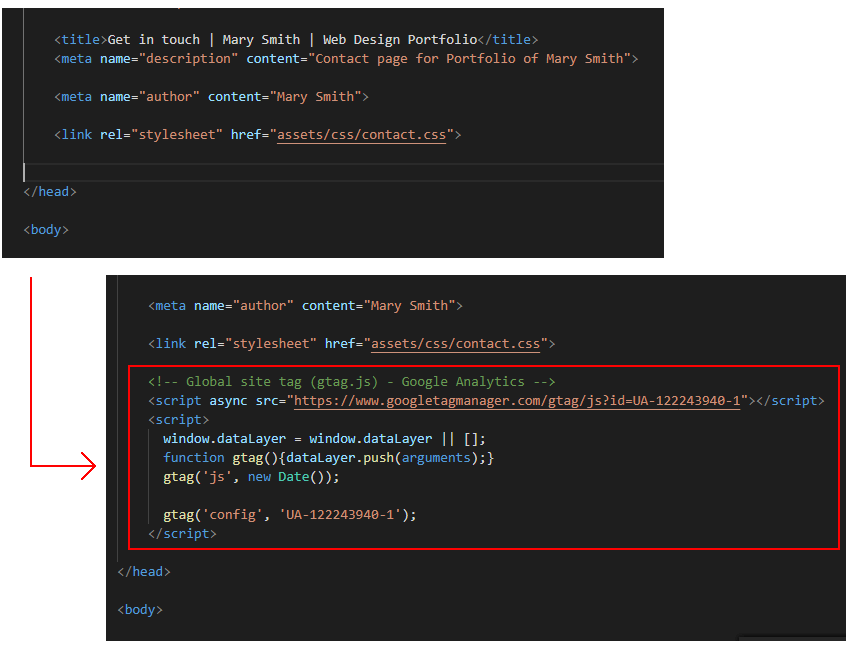 <title>Get in touch | Mary Smith | Web Design Portfolio</title>
<meta name="description" content="Contact page for Portfolio of Mary Smith">
<meta name="author" content="Mary Smith">
<link rel="stylesheet" href="assets/css/contact.css">
</head>
<body>
<meta name="author" content="Mary Smith">
<link rel="stylesheet" href="assets/css/contact.css">
<!-- Global site tag (gtag.js) - Google Analytics -->
<script async src="https://www.googletagmanager.com/gtag/js?id=UA-122243940-1"></script>
<script>
window.dataLayer = window.dataLayer || [];
function gtag(){dataLayer.push(arguments);}
gtag('js', new Date());
gtag('config', 'UA-122243940-1');
</script>
</head>
<body>